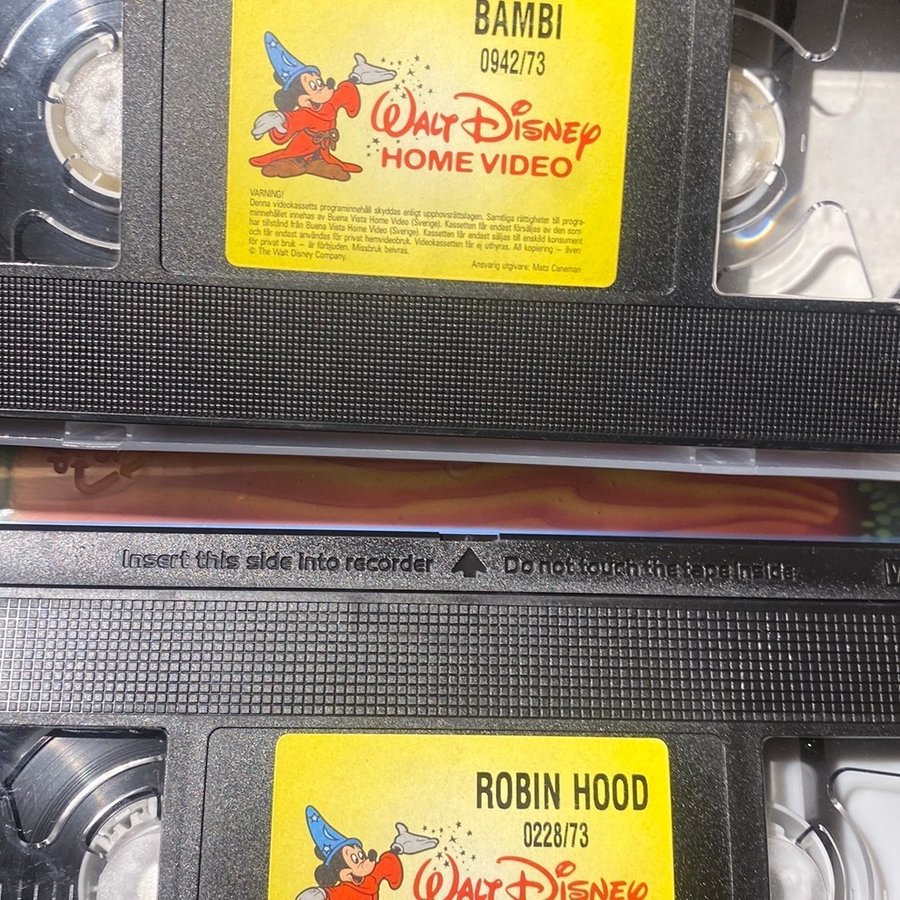 BAMBI
0942/73
WALT DISNEY
HOME VIDEO
VARNING!
Denna videokassetts programinnehåll skyddas enligt upphovsrättslagen. Samtliga rättigheter till progra-
minnehållet innehas av Buena Vista Home Video (Sverige). Kassetten får endast försäljas av den som
har tillstånd från Buena Vista Home Video (Sverige). Kassetten får endast säljas till enskild konsument
och får endast användas för privat hemvideobruk. Videokassetten får ej uthyras. All kopiering – även
för privat bruk – är förbjuden. Missbruk beivras.
© The Walt Disney Company.
Ansvarig utgivare: Mats Caneman
Insert this side into recorder
Do not touch the tape inside
ROBIN HOOD
0228/73
WALT DISNEY